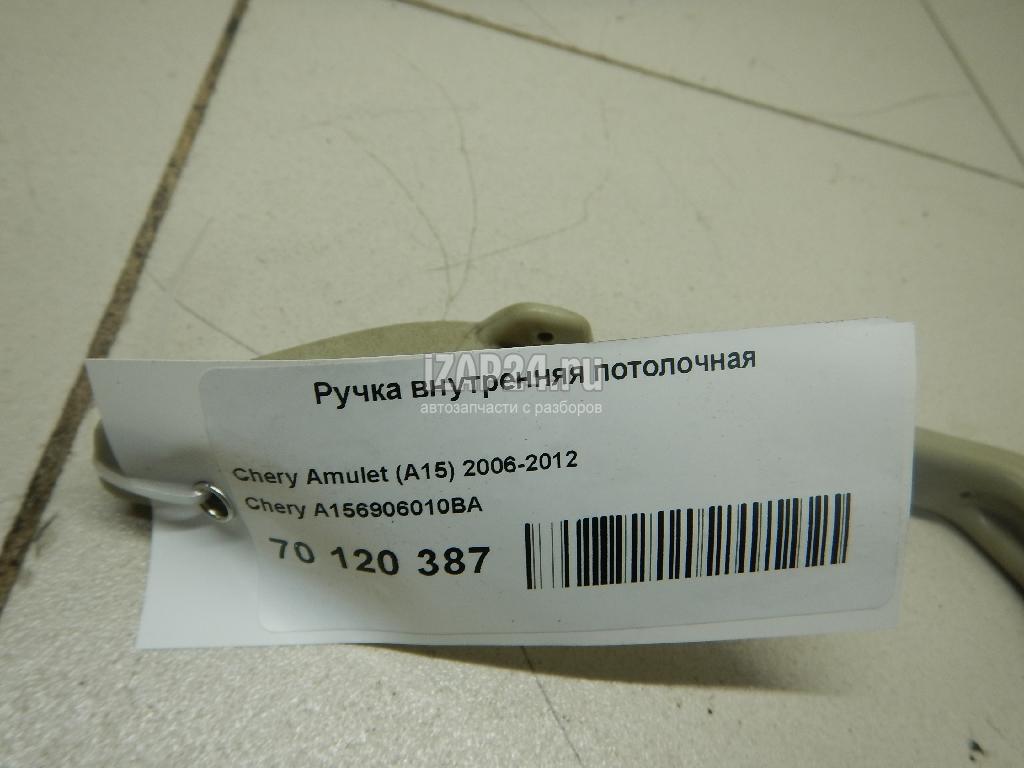 Ручка внутренняя потолочная
iZAP24.ru
автозапчасти с разборов
Chery Amulet (A15) 2006-2012
Chery A156906010BA
70 120 387